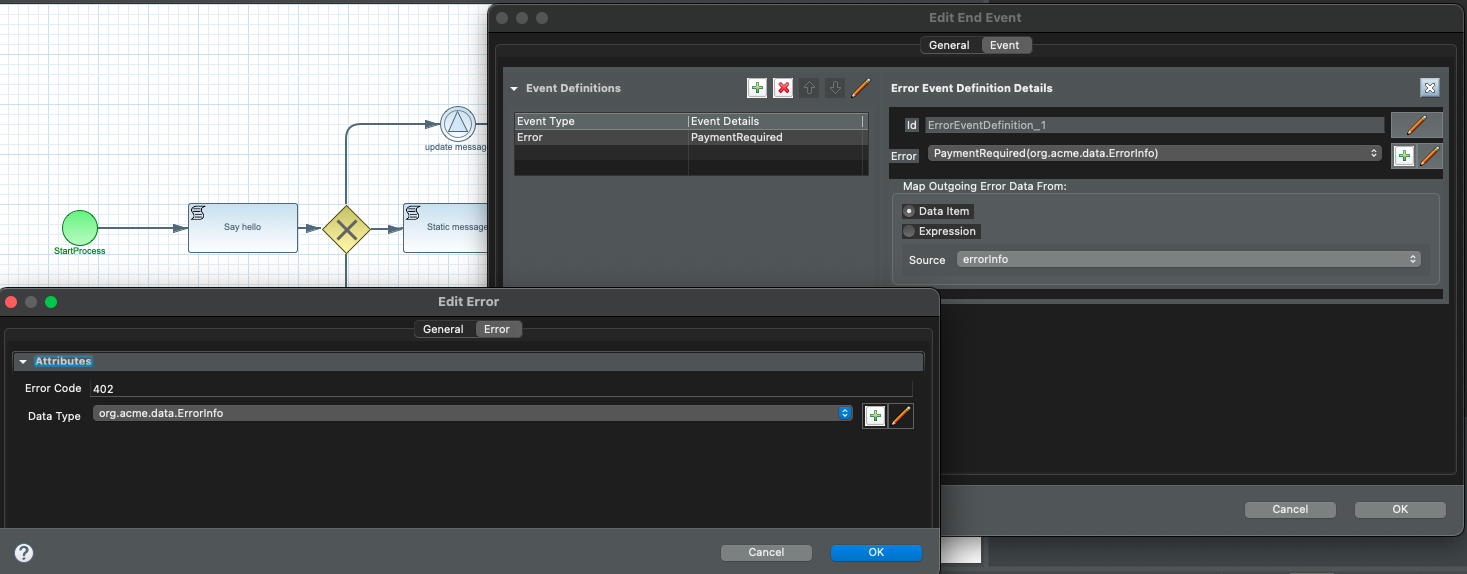 Edit End Event
General Event
Event Definitions
Event Type Event Details
Error PaymentRequired
Error Event Definition Details
Id ErrorEventDefinition_1
Error PaymentRequired(org.acme.data.ErrorInfo)
Map Outgoing Error Data From:
Data Item
Expression
Source errorInfo
Cancel OK
update message
StartProcess
Say hello
Static message
Edit Error
General Error
Attributes
Error Code 402
Data Type org.acme.data.ErrorInfo
? Cancel OK